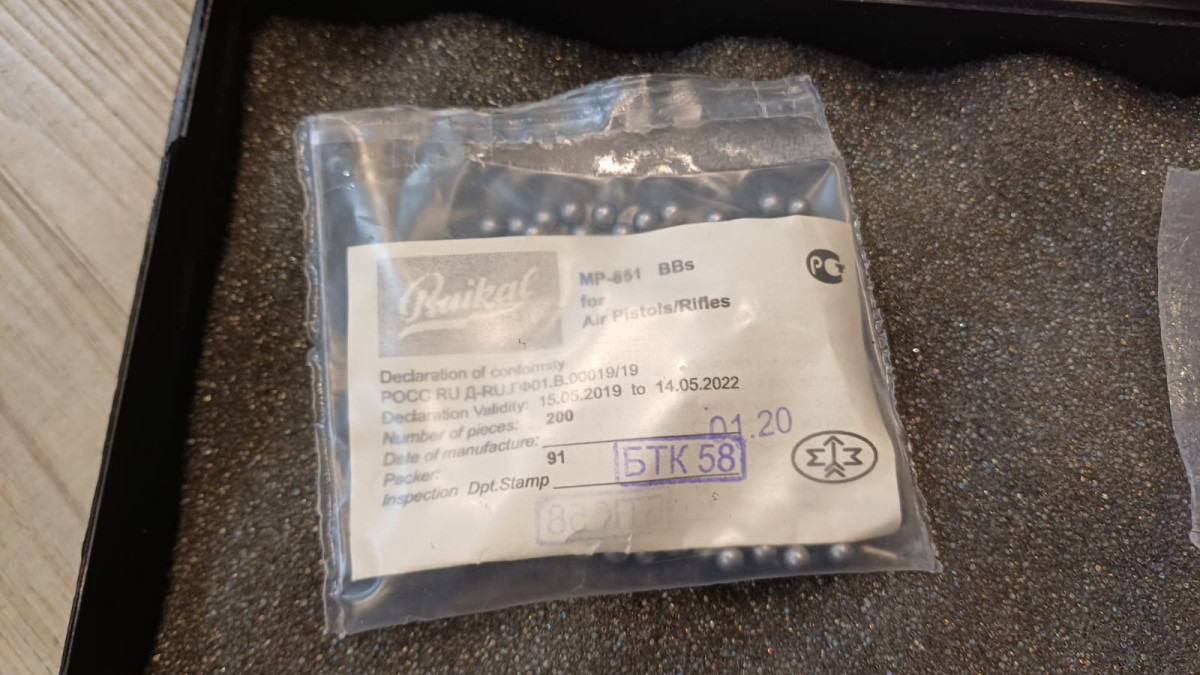 Baikal
MP-651 BBs
for
Air Pistols/Rifles
РС
Declaration of conformity
РОСС RU Д-RU.ГФ01.В.00019/19
Declaration Validity: 15.05.2019 to 14.05.2022
Number of pieces: 200
Date of manufacture: 01.20
Packer: 91
Inspection Dpt.Stamp БТК 58